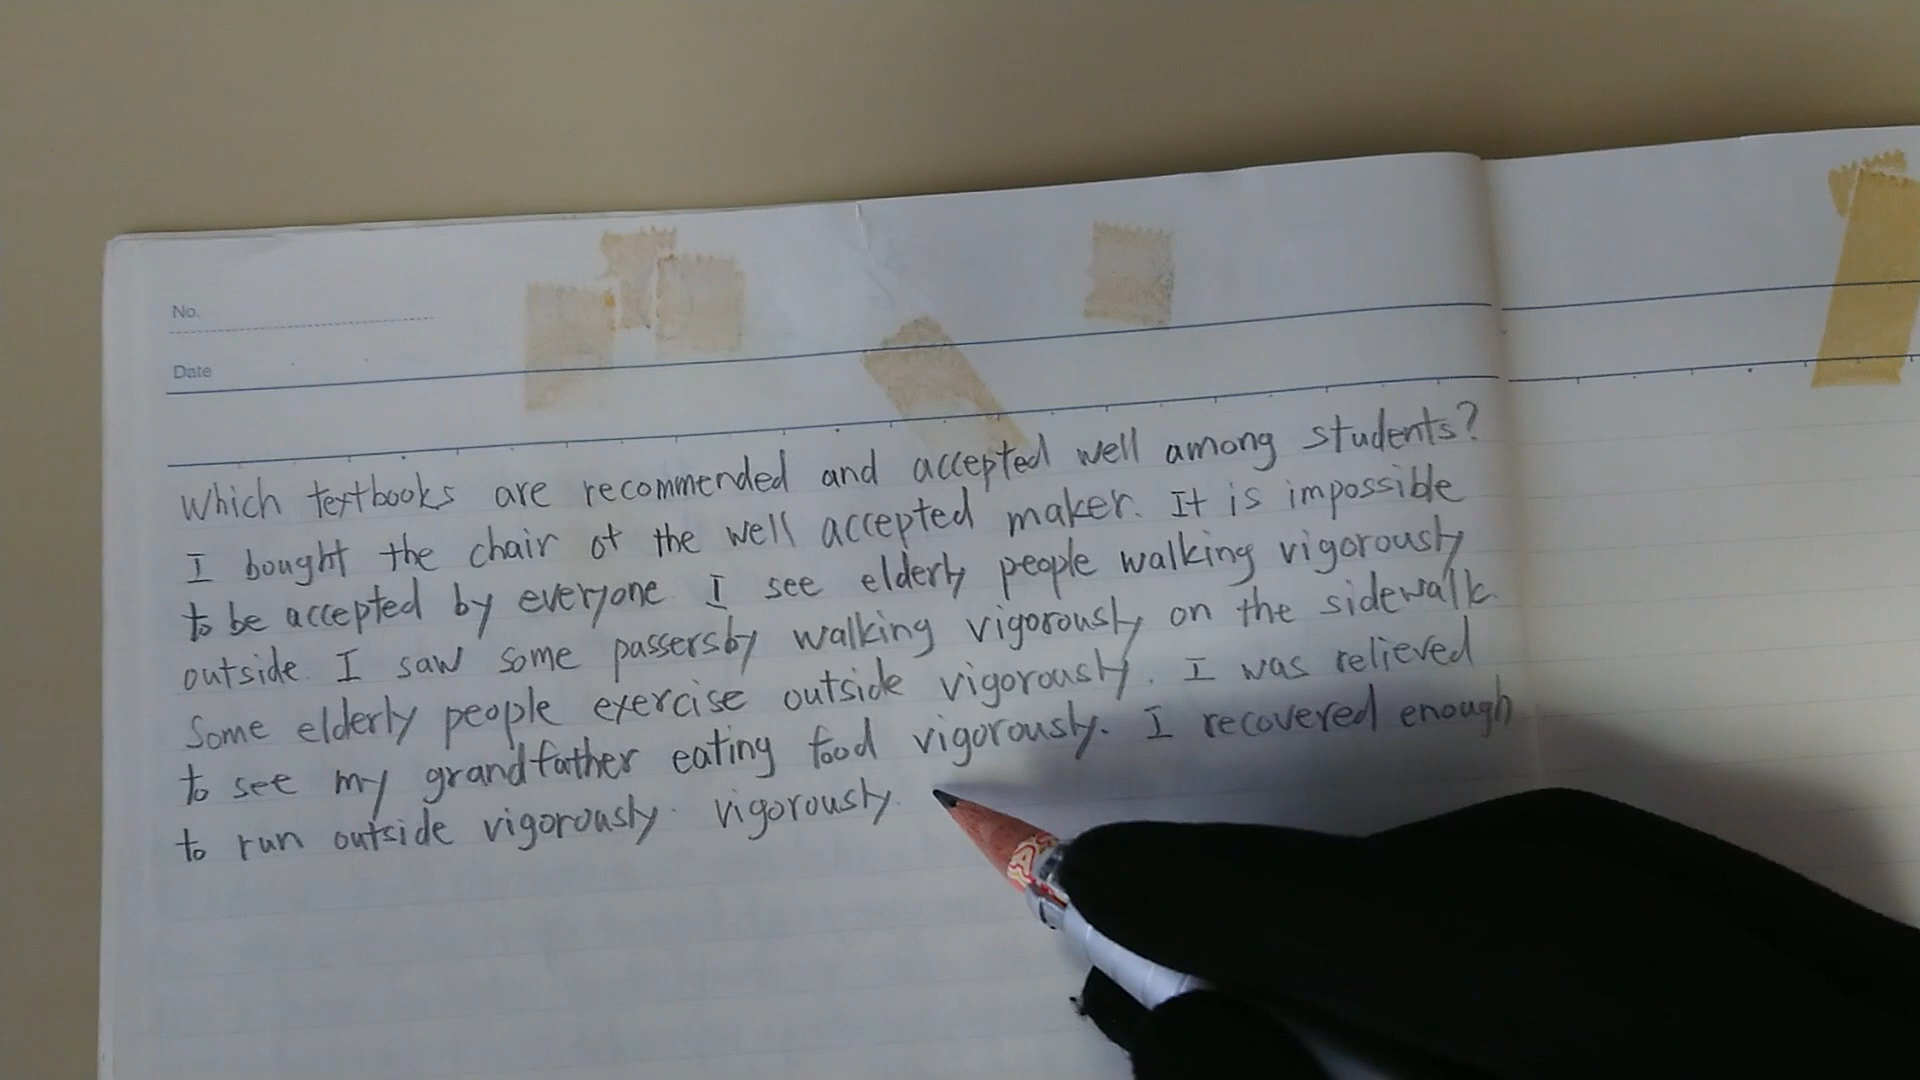 No.
Date
Which textbooks are recommended and accepted well among students?
I bought the chair of the well accepted maker. It is impossible
to be accepted by everyone. I see elderly people walking vigorously
outside. I saw some passersby walking vigorously on the sidewalk.
Some elderly people exercise outside vigorously. I was relieved
to see my grandfather eating food vigorously. I recovered enough
to run outside vigorously. vigorously.